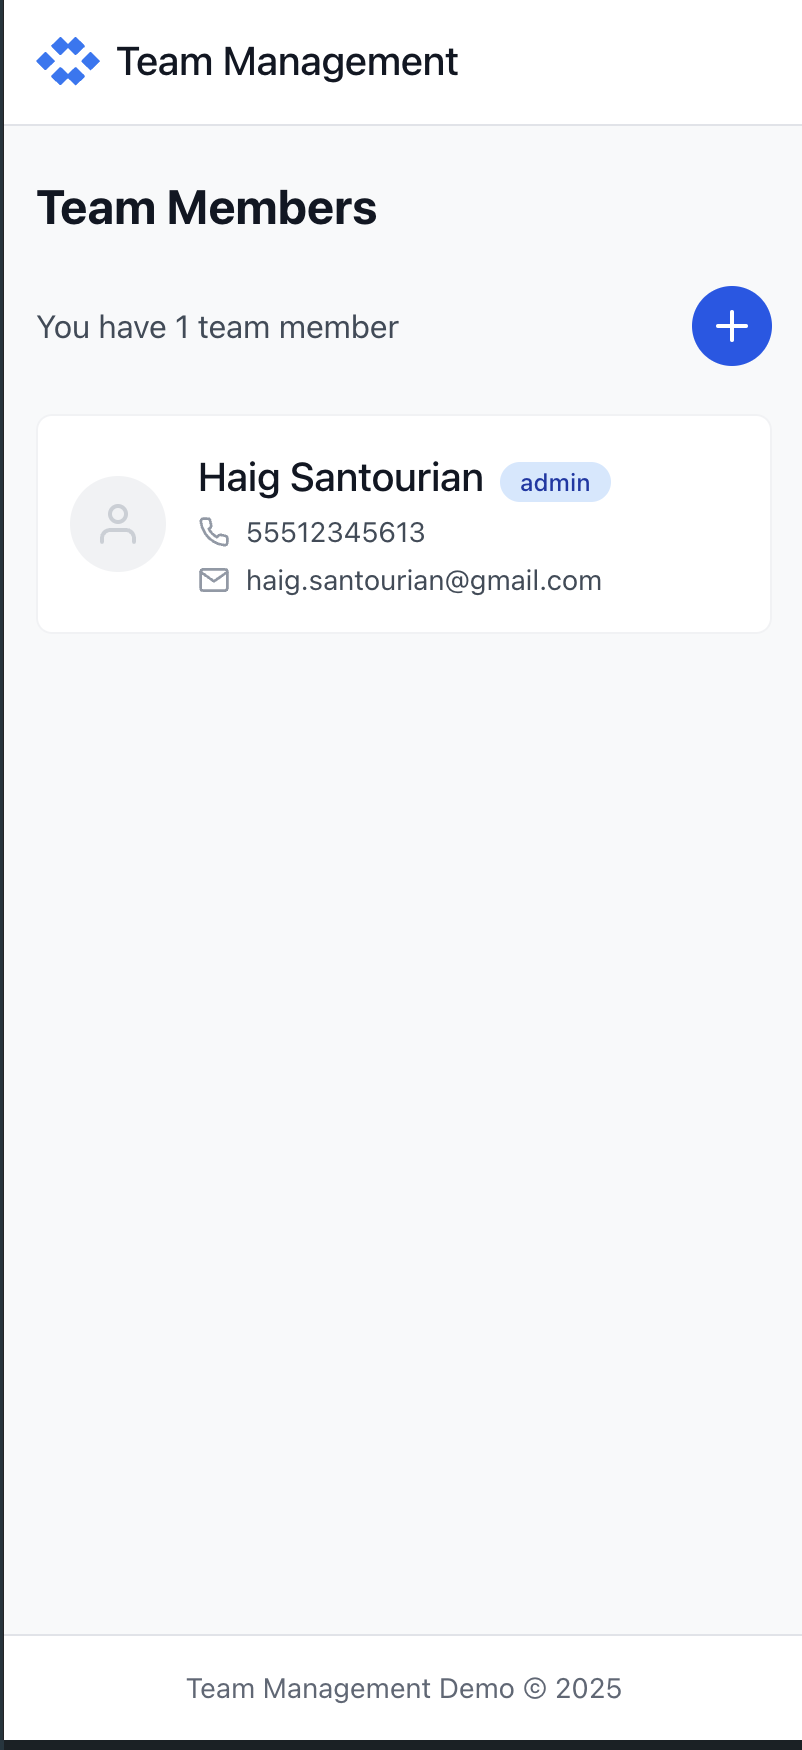 Team Management
Team Members
You have 1 team member
Haig Santourian admin
55512345613
haig.santourian@gmail.com
Team Management Demo © 2025